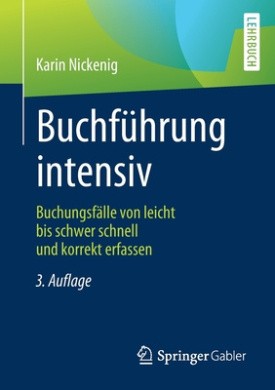 LEHRBUCH
Karin Nickenig
Buchführung
intensiv
Buchungsfälle von leicht
bis schwer schnell
und korrekt erfassen
3. Auflage
Springer Gabler